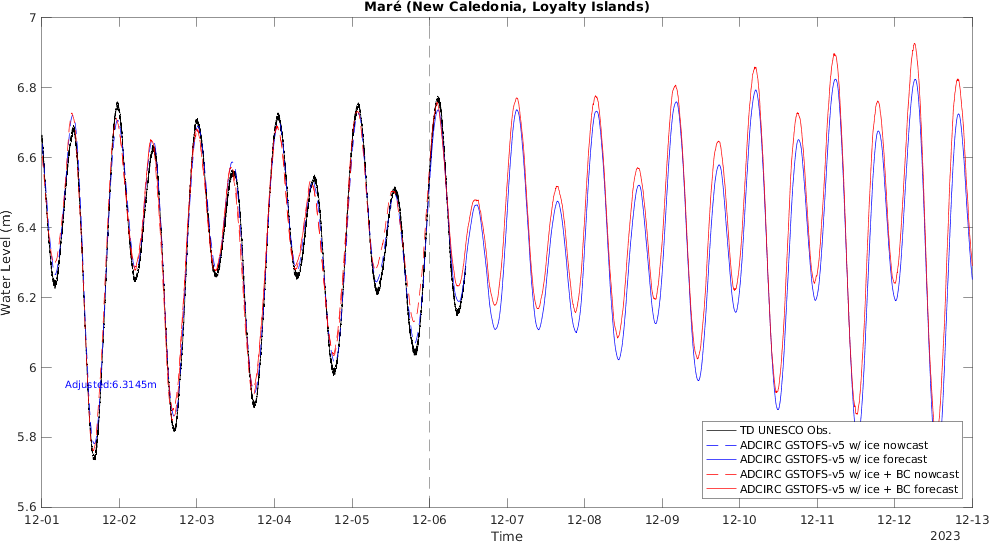 Maré (New Caledonia, Loyalty Islands)
7
6.8
6.6
6.4
6.2
6
5.8
5.6
Water Level (m)
Adjusted:6.3145m
TD UNESCO Obs.
ADCIRC GSTOFS-v5 w/ ice nowcast
ADCIRC GSTOFS-v5 w/ ice forecast
ADCIRC GSTOFS-v5 w/ ice + BC nowcast
ADCIRC GSTOFS-v5 w/ ice + BC forecast
12-01 12-02 12-03 12-04 12-05 12-06 12-07 12-08 12-09 12-10 12-11 12-12 12-13
Time
2023